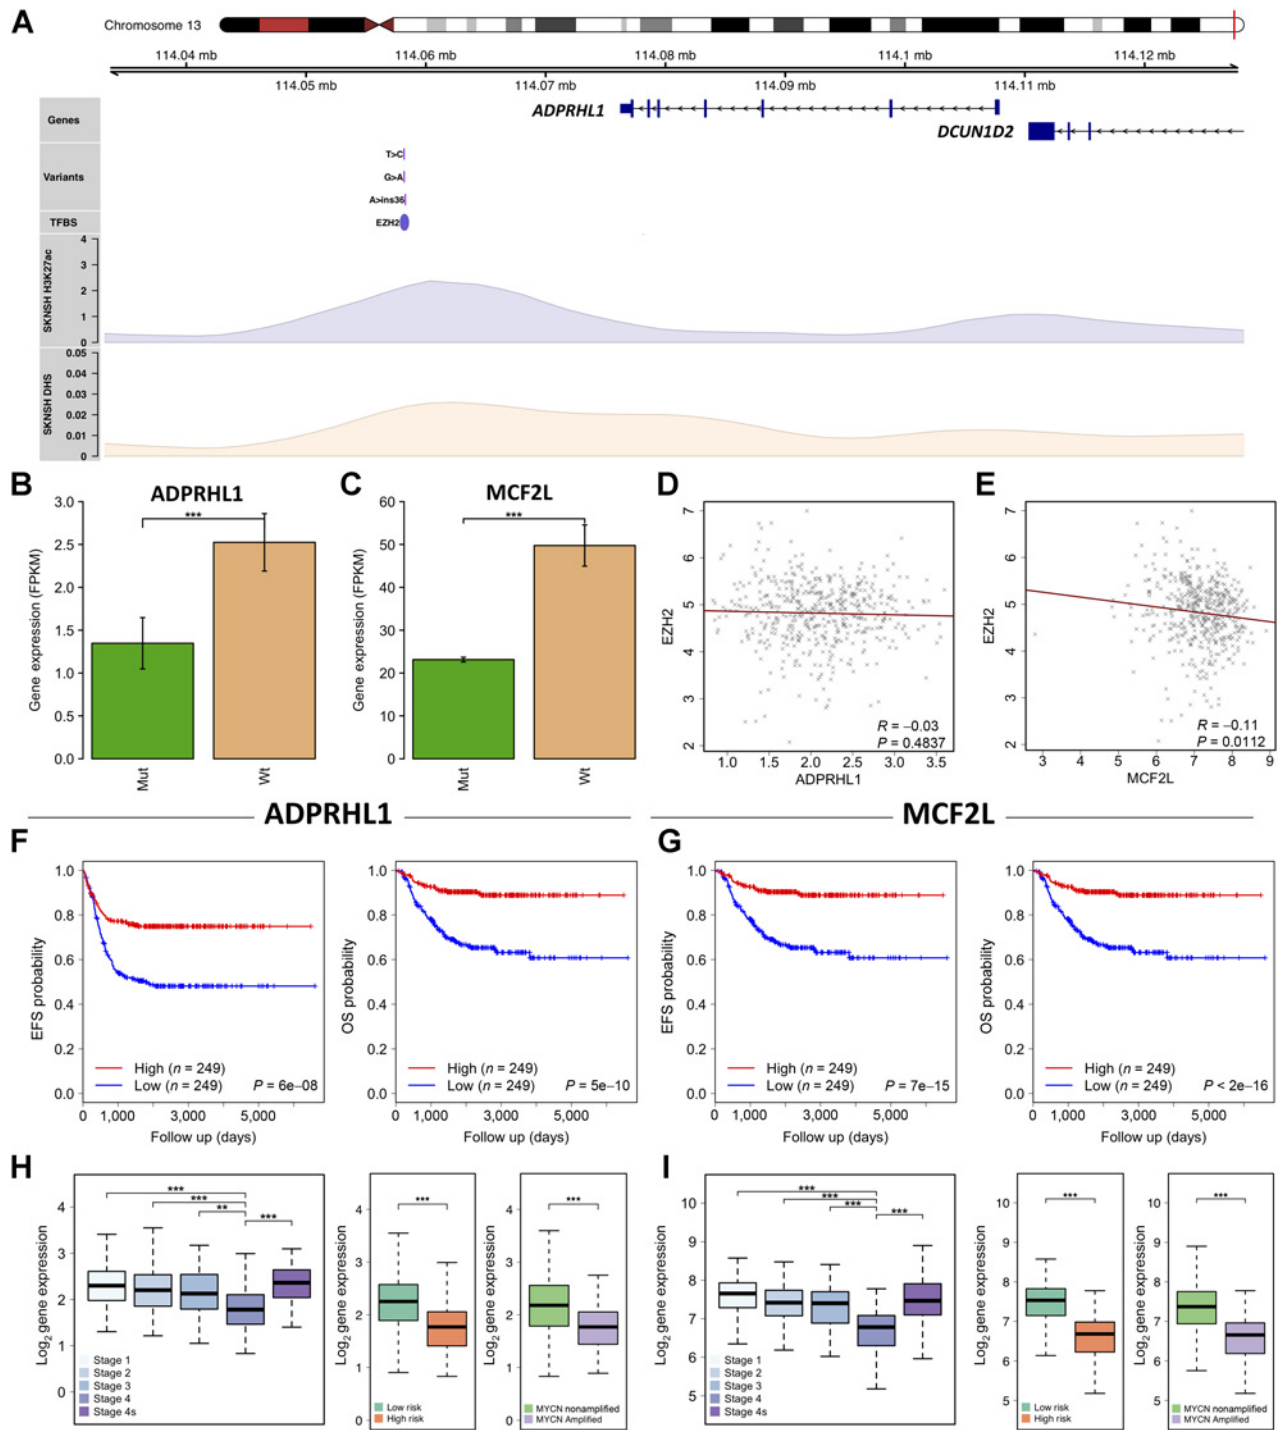 A
Chromosome 13
114.04 mb 114.06 mb 114.08 mb 114.1 mb 114.12 mb
114.05 mb 114.07 mb 114.09 mb 114.11 mb
Genes
ADPRHL1
DCUN1D2
Variants
T>C
G>A
A>ins36
TFBS
EZH2
SKNSH H3K27ac
4
3
2
1
0
SKNSH DHS
0.05
0.04
0.03
0.02
0.01
0
B
ADPRHL1
***
Gene expression (FPKM)
3.0
2.5
2.0
1.5
1.0
0.5
0.0
Mut Wt
C
MCF2L
***
Gene expression (FPKM)
60
50
40
30
20
10
0
Mut Wt
D
EZH2
7
6
5
4
3
2
R = −0.03
P = 0.4837
1.0 1.5 2.0 2.5 3.0 3.5
ADPRHL1
E
EZH2
7
6
5
4
3
2
R = −0.11
P = 0.0112
3 4 5 6 7 8 9
MCF2L
ADPRHL1
F
EFS probability
1.0
0.8
0.6
0.4
0.2
0.0
High (n = 249)
Low (n = 249)
P = 6e−08
0 1,000 3,000 5,000
Follow up (days)
OS probability
1.0
0.8
0.6
0.4
0.2
0.0
High (n = 249)
Low (n = 249)
P = 5e−10
0 1,000 3,000 5,000
Follow up (days)
MCF2L
G
EFS probability
1.0
0.8
0.6
0.4
0.2
0.0
High (n = 249)
Low (n = 249)
P = 7e−15
0 1,000 3,000 5,000
Follow up (days)
OS probability
1.0
0.8
0.6
0.4
0.2
0.0
High (n = 249)
Low (n = 249)
P < 2e−16
0 1,000 3,000 5,000
Follow up (days)
H
Log2 gene expression
4
3
2
1
0
***
***
**
***
Stage 1
Stage 2
Stage 3
Stage 4
Stage 4s
Log2 gene expression
4
3
2
1
0
***
Low risk
High risk
Log2 gene expression
4
3
2
1
0
***
MYCN nonamplified
MYCN Amplified
I
Log2 gene expression
10
9
8
7
6
5
***
***
***
***
Stage 1
Stage 2
Stage 3
Stage 4
Stage 4s
Log2 gene expression
10
9
8
7
6
5
***
Low risk
High risk
Log2 gene expression
10
9
8
7
6
5
***
MYCN nonamplified
MYCN Amplified